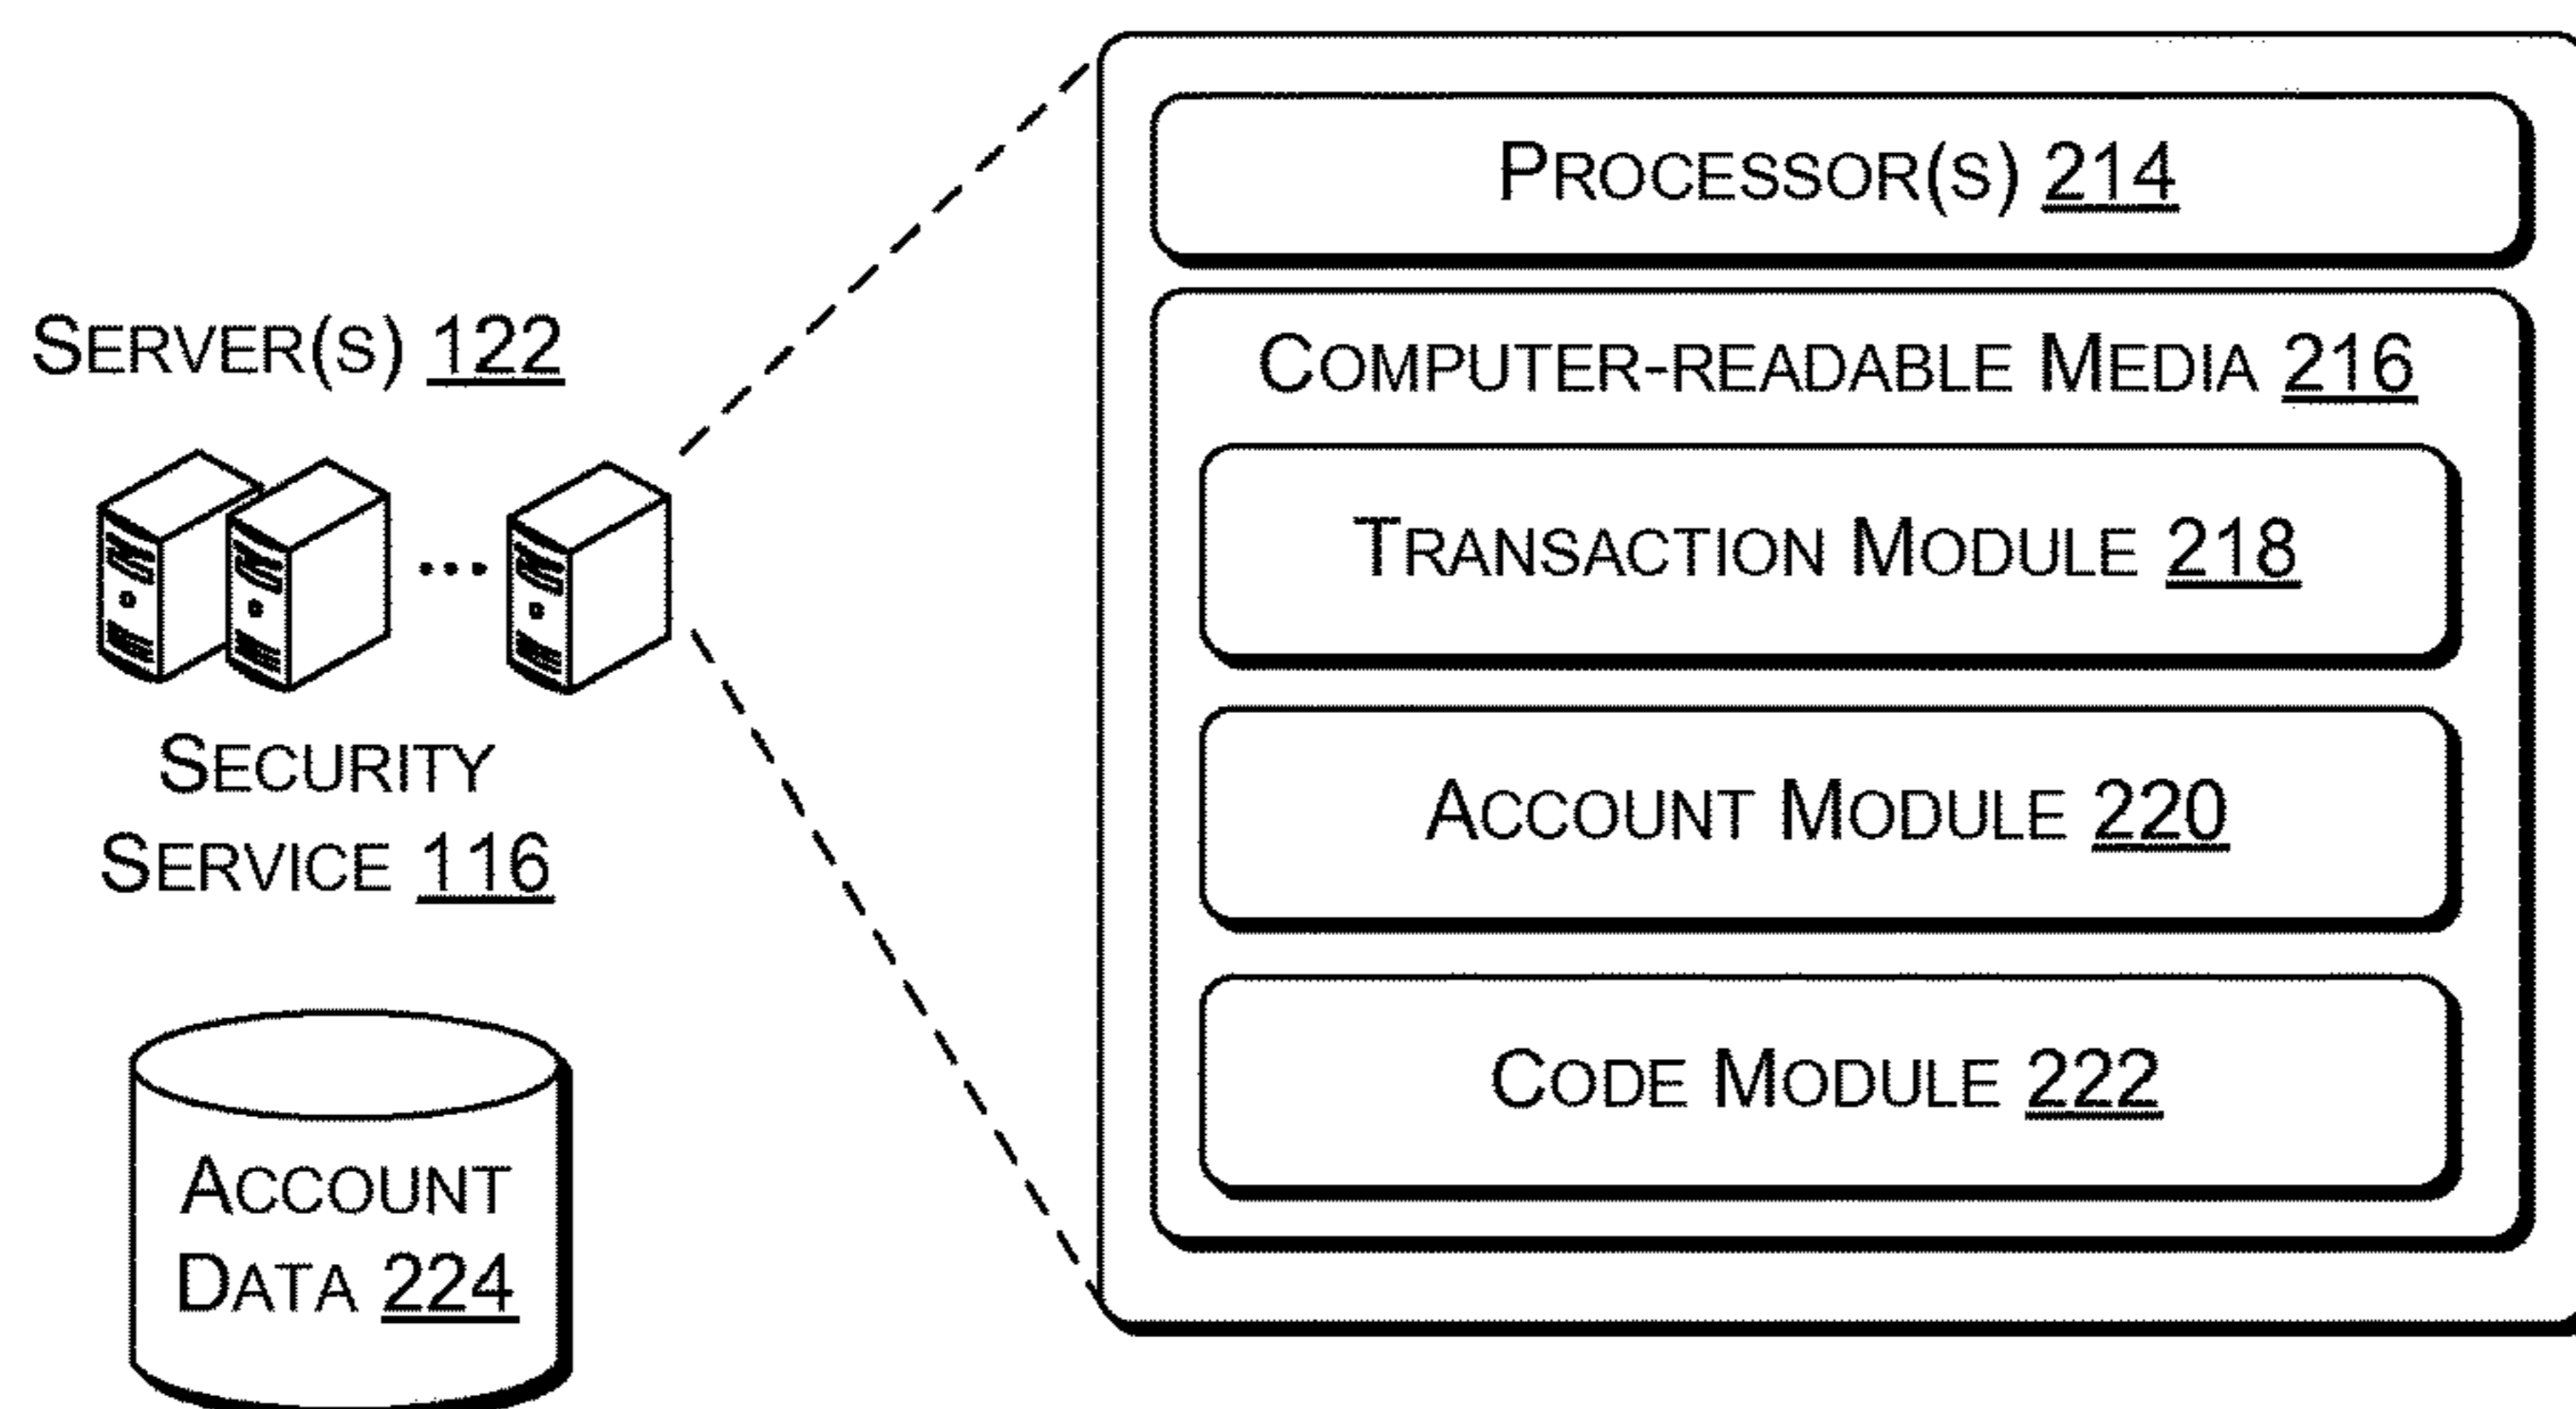 SERVER(S) 122
SECURITY
SERVICE 116
ACCOUNT
DATA 224
PROCESSOR(S) 214
COMPUTER-READABLE MEDIA 216
TRANSACTION MODULE 218
ACCOUNT MODULE 220
CODE MODULE 222